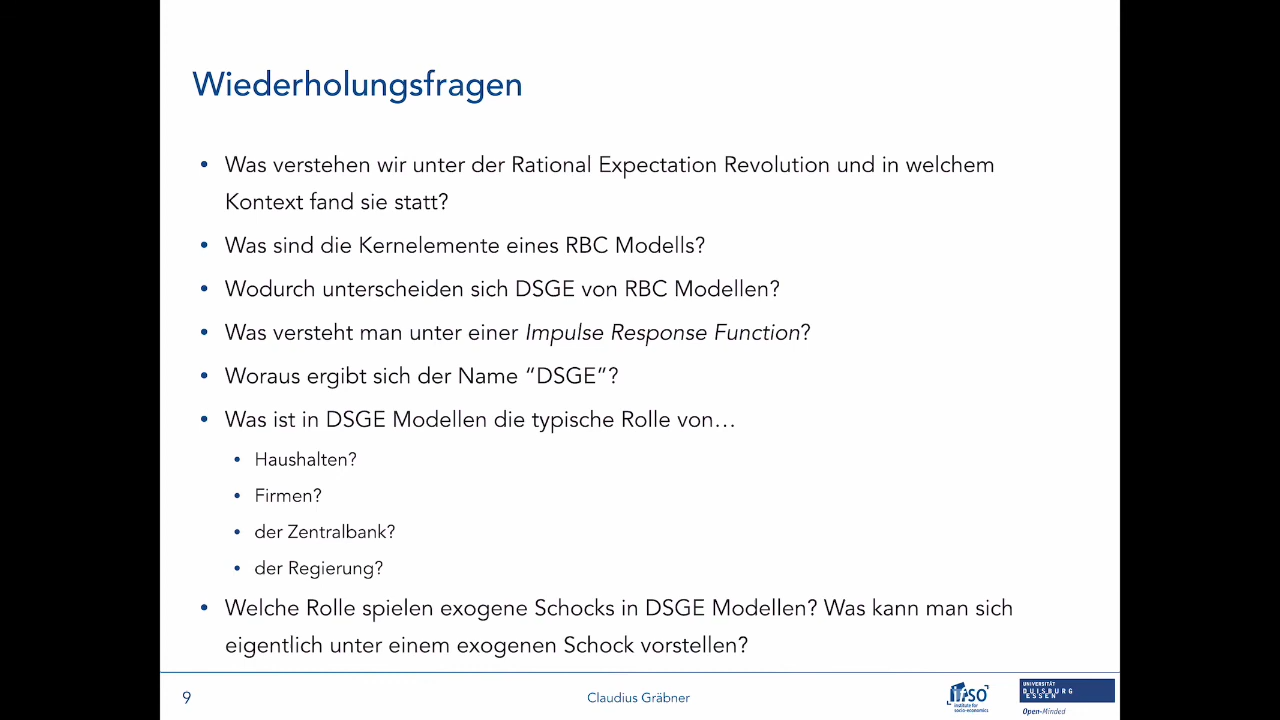 Wiederholungsfragen
• Was verstehen wir unter der Rational Expectation Revolution und in welchem
Kontext fand sie statt?
• Was sind die Kernelemente eines RBC Modells?
• Wodurch unterscheiden sich DSGE von RBC Modellen?
• Was versteht man unter einer Impulse Response Function?
• Woraus ergibt sich der Name “DSGE”?
• Was ist in DSGE Modellen die typische Rolle von…
• Haushalten?
• Firmen?
• der Zentralbank?
• der Regierung?
• Welche Rolle spielen exogene Schocks in DSGE Modellen? Was kann man sich
eigentlich unter einem exogenen Schock vorstellen?
9
Claudius Gräbner
ifso
institute for
socio-economics
UNIVERSITÄT
DUISBURG
ESSEN
Open-Minded